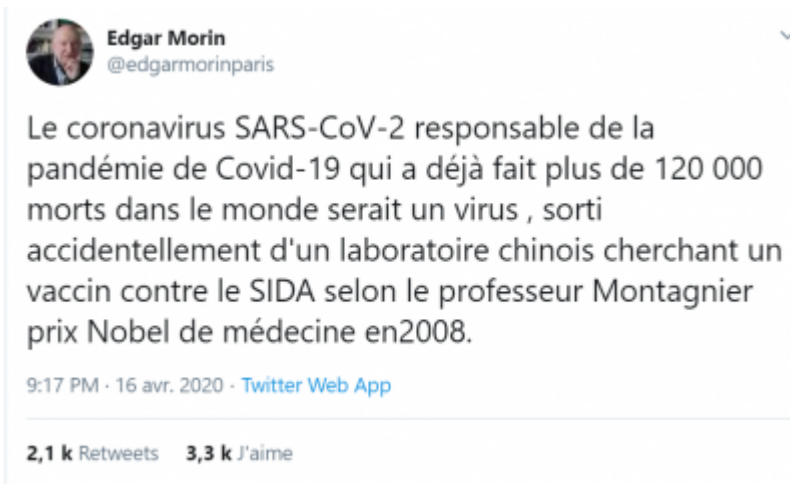 Edgar Morin
@edgarmorinparis
Le coronavirus SARS-CoV-2 responsable de la
pandémie de Covid-19 qui a déjà fait plus de 120 000
morts dans le monde serait un virus , sorti
accidentellement d'un laboratoire chinois cherchant un
vaccin contre le SIDA selon le professeur Montagnier
prix Nobel de médecine en2008.
9:17 PM · 16 avr. 2020 · Twitter Web App
2,1 k Retweets 3,3 k J'aime